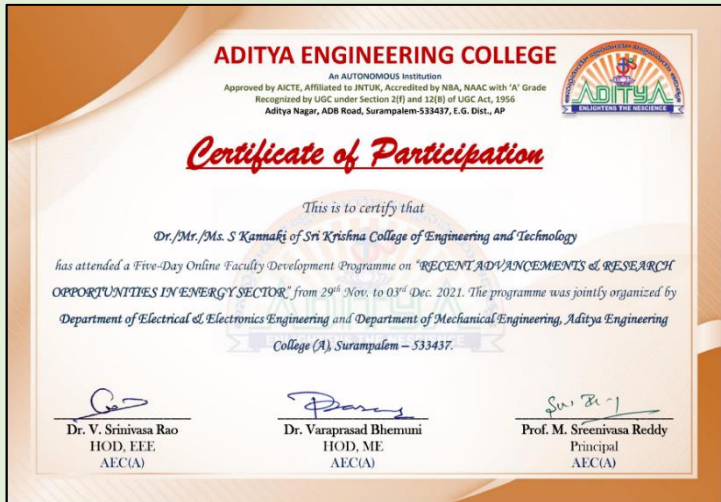 ADITYA ENGINEERING COLLEGE
An AUTONOMOUS Institution
Approved by AICTE, Affiliated to JNTUK, Accredited by NBA, NAAC with 'A' Grade
Recognized by UGC under Section 2(f) and 12(B) of UGC Act, 1956
Aditya Nagar, ADB Road, Surampalem-533437, E.G. Dist., AP
ADITYA
ENLIGHTENS THE NESCIENCE
Certificate of Participation
This is to certify that
Dr./Mr./Ms. S Kannaki of Sri Krishna College of Engineering and Technology
has attended a Five-Day Online Faculty Development Programme on "RECENT ADVANCEMENTS & RESEARCH
OPPORTUNITIES IN ENERGY SECTOR" from 29th Nov. to 03rd Dec. 2021. The programme was jointly organized by
Department of Electrical & Electronics Engineering and Department of Mechanical Engineering, Aditya Engineering
College (A), Surampalem – 533437.
Dr. V. Srinivasa Rao
HOD, EEE
AEC(A)
Dr. Varaprasad Bhemuni
HOD, ME
AEC(A)
Prof. M. Sreenivasa Reddy
Principal
AEC(A)